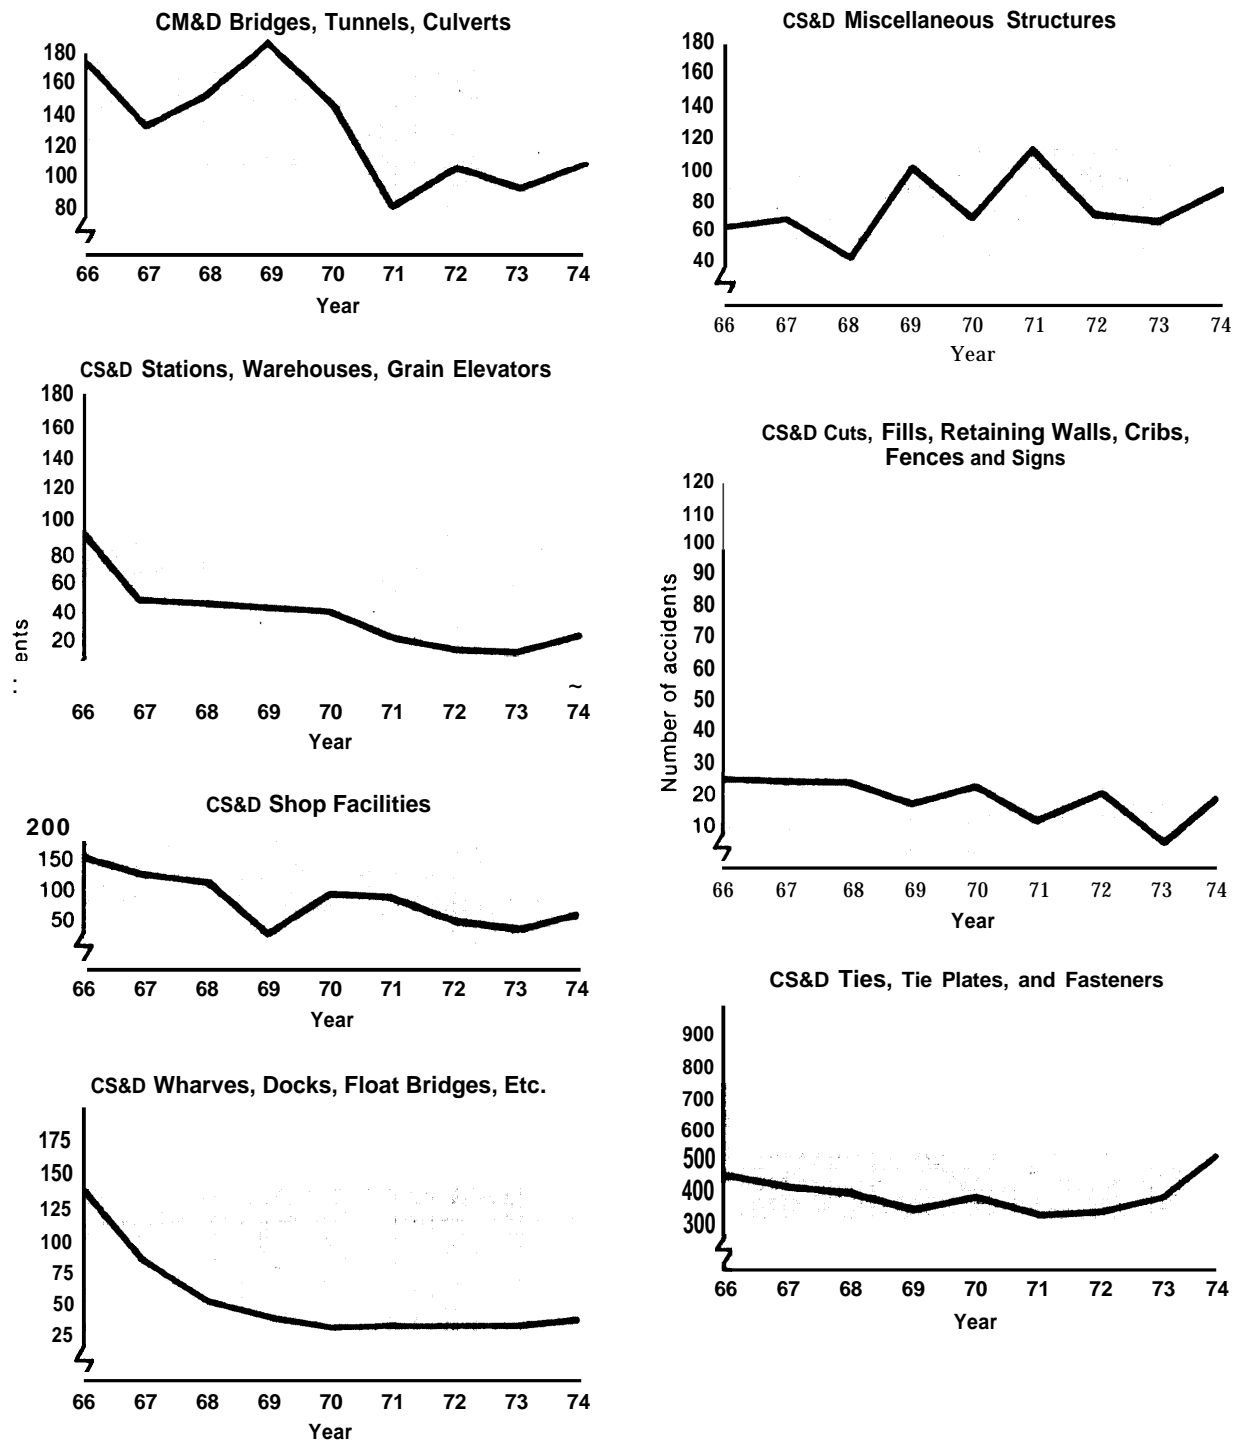 CM&D Bridges, Tunnels, Culverts
180
160
140
120
100
80
66 67 68 69 70 71 72 73 74
Year
CS&D Stations, Warehouses, Grain Elevators
180
160
140
120
100
80
60
40
20
ents
66 67 68 69 70 71 72 73 74
Year
CS&D Shop Facilities
200
150
100
50
66 67 68 69 70 71 72 73 74
Year
CS&D Wharves, Docks, Float Bridges, Etc.
175
150
125
100
75
50
25
66 67 68 69 70 71 72 73 74
Year
CS&D Miscellaneous Structures
180
160
140
120
100
80
60
40
66 67 68 69 70 71 72 73 74
Year
CS&D Cuts, Fills, Retaining Walls, Cribs,
Fences and Signs
120
110
100
90
80
70
60
50
40
30
20
10
Number of accidents
66 67 68 69 70 71 72 73 74
Year
CS&D Ties, Tie Plates, and Fasteners
900
800
700
600
500
400
300
66 67 68 69 70 71 72 73 74
Year